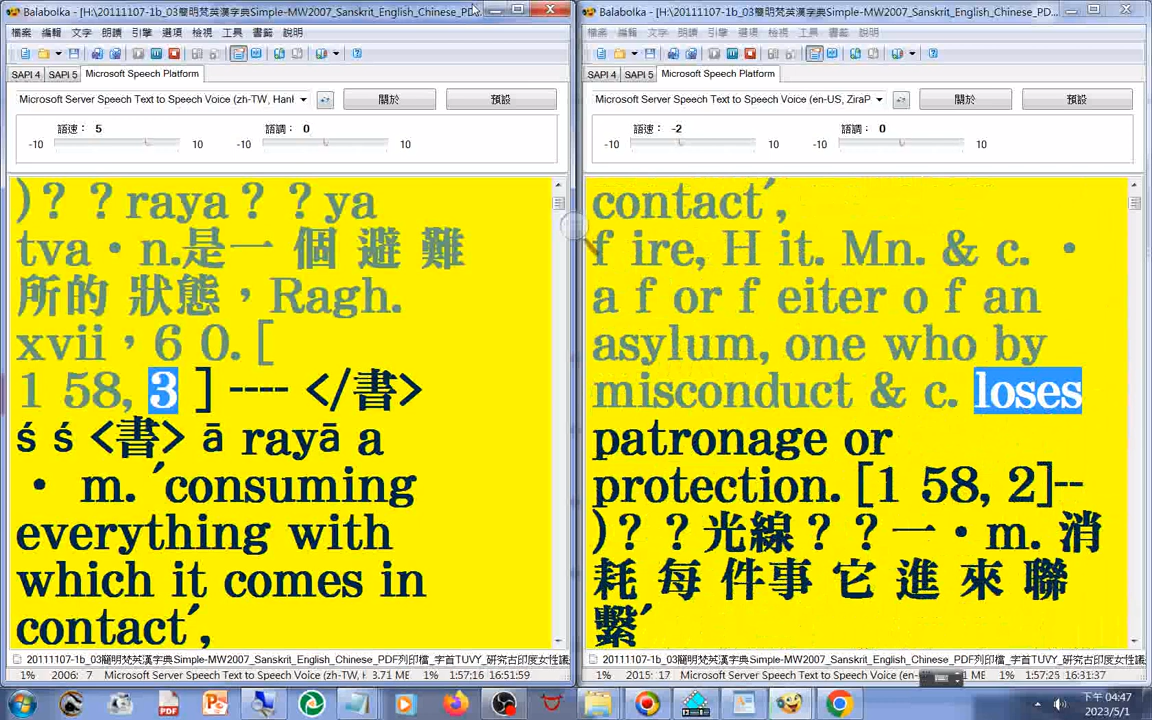 Balabolka - [H:\20111107-1b_03簡明梵英漢字典Simple-MW2007_Sanskrit_English_Chinese_PD...
檔案 編輯 文字 朗讀 引擎 選項 檢視 工具 書籤 說明
SAPI 4 SAPI 5 Microsoft Speech Platform
Microsoft Server Speech Text to Speech Voice (zh-TW, Hanl
關於 預設
語速： 5 語調： 0
-10 10 -10 10
)？？raya？？ya
tva・n.是一 個 避 難
所的 狀態，Ragh.
xvii，6 0. [
1 58, 3 ] ---- </書>
ś ś <書> ā rayā a
・ m. ′consuming
everything with
which it comes in
contact′,
20111107-1b_03簡明梵英漢字典Simple-MW2007_Sanskrit_English_Chinese_PDF列印檔_字首TUVY_研究古印度女性議
1% 2006: 7 Microsoft Server Speech Text to Speech Voice (zh-TW, H 3.71 ME 1% 1:57:16 16:51:59
Balabolka - [H:\20111107-1b_03簡明梵英漢字典Simple-MW2007_Sanskrit_English_Chinese_PD...
檔案 編輯 文字 朗讀 引擎 選項 檢視 工具 書籤 說明
SAPI 4 SAPI 5 Microsoft Speech Platform
Microsoft Server Speech Text to Speech Voice (en-US, ZiraP
關於 預設
語速： -2 語調： 0
-10 10 -10 10
contact′,
f ire, H it. Mn. & c. ・
a f or f eiter o f an
asylum, one who by
misconduct & c. loses
patronage or
protection. [1 58, 2]--
)？？光線？？一・m. 消
耗 每 件事 它 進 來 聯
繫′
20111107-1b_03簡明梵英漢字典Simple-MW2007_Sanskrit_English_Chinese_PDF列印檔_字首TUVY_研究古印度女性議
1% 2015: 17 Microsoft Server Speech Text to Speech Voice 1% 1:57:25 16:51:37
下午 04:47
2023/5/1